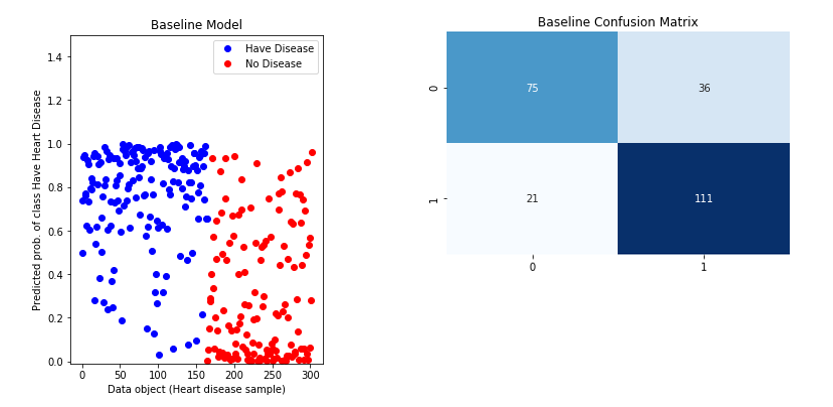 Baseline Model
Have Disease
No Disease
Predicted prob. of class Have Heart Disease
1.4
1.2
1.0
0.8
0.6
0.4
0.2
0.0
0 50 100 150 200 250 300
Data object (Heart disease sample)
Baseline Confusion Matrix
0
75 36
1
21 111
0 1